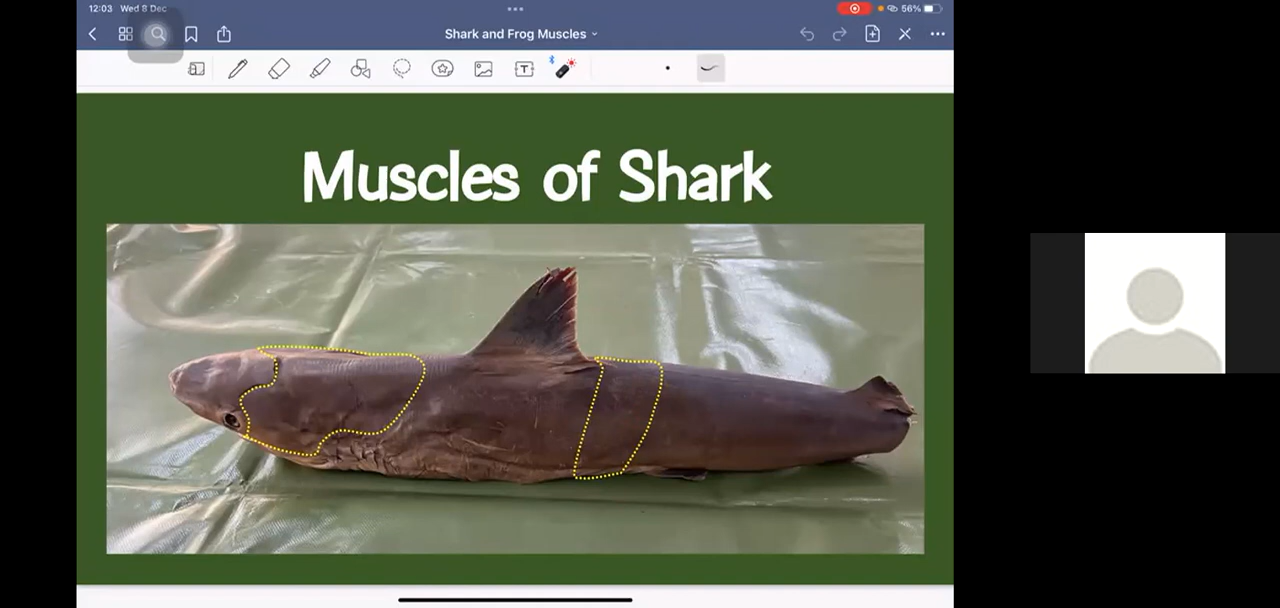 12:03 Wed 8 Dec
56%
Shark and Frog Muscles
T
Muscles of Shark